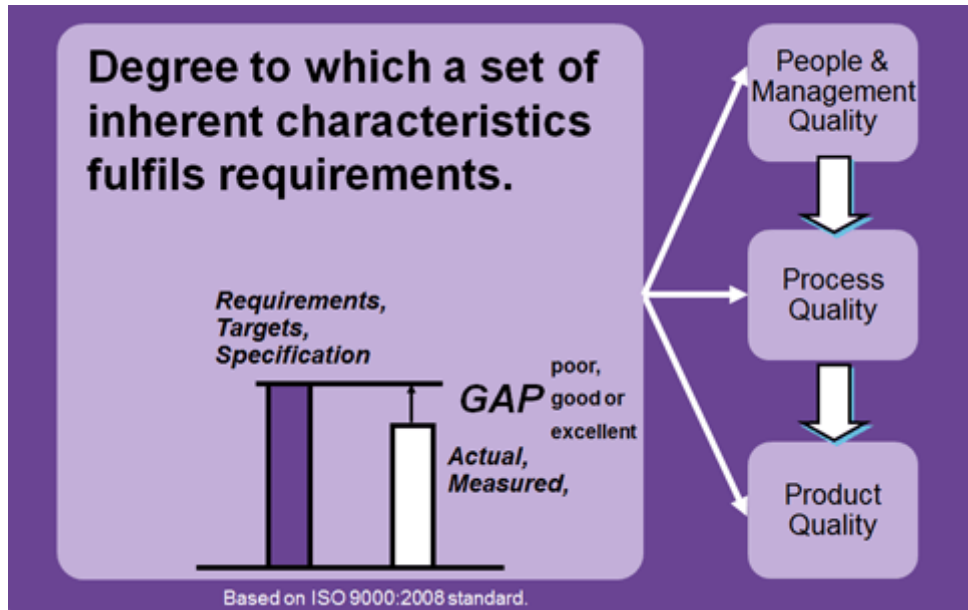 Degree to which a set of
inherent characteristics
fulfils requirements.
Requirements,
Targets,
Specification
GAP
poor,
good or
excellent
Actual,
Measured,
People &
Management
Quality
Process
Quality
Product
Quality
Based on ISO 9000:2008 standard.